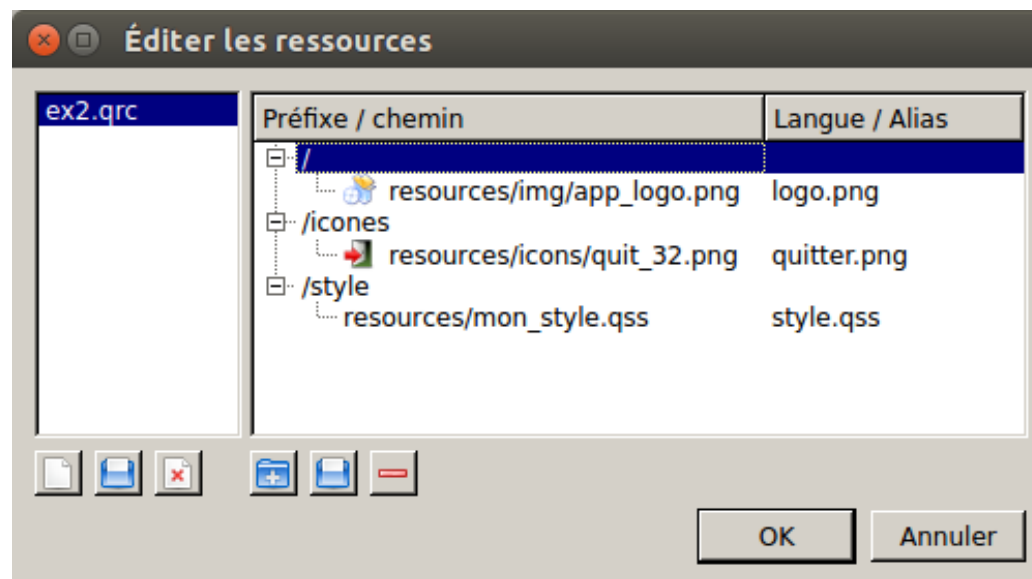 Éditer les ressources
ex2.qrc
Préfixe / chemin Langue / Alias
/
resources/img/app_logo.png logo.png
/icones
resources/icons/quit_32.png quitter.png
/style
resources/mon_style.qss style.qss
OK Annuler